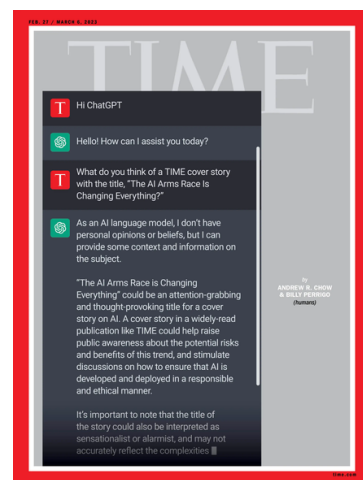 FEB. 27 / MARCH 6, 2023
TIME
T
Hi ChatGPT
Hello! How can I assist you today?
T
What do you think of a TIME cover story
with the title, "The AI Arms Race Is
Changing Everything?"
As an AI language model, I don't have
personal opinions or beliefs, but I can
provide some context and information on
the subject.
"The AI Arms Race is Changing
Everything" could be an attention-grabbing
and thought-provoking title for a cover
story on AI. A cover story in a widely-read
publication like TIME could help raise
public awareness about the potential risks
and benefits of this trend, and stimulate
discussions on how to ensure that AI is
developed and deployed in a responsible
and ethical manner.
It's important to note that the title of
the story could also be interpreted as
sensationalist or alarmist, and may not
accurately reflect the complexities
by
ANDREW R. CHOW
& BILLY PERRIGO
(humans)
time.com